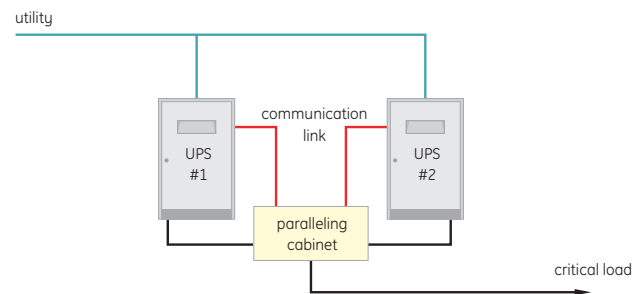 utility
communication
link
UPS
#1
UPS
#2
paralleling
cabinet
critical load